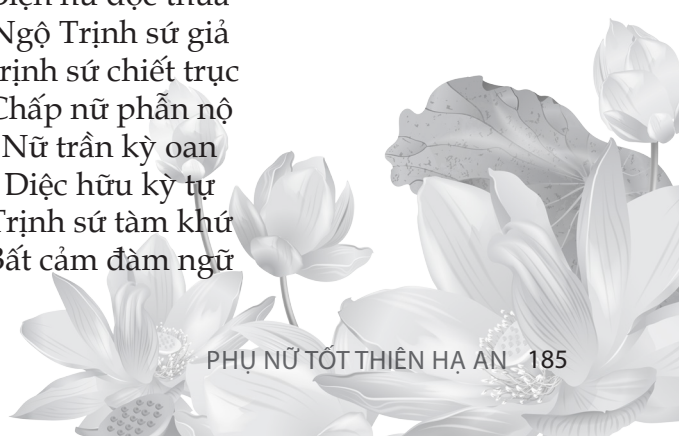 Ngộ Trịnh sứ giả
Trịnh sứ chiết trục
Chấp nữ phẫn nộ
Nữ trần kỳ oan
Diệc hữu kỳ tự
Trịnh sứ tàm khứ
Bất cảm đàm ngữ
PHỤ NỮ TỐT THIÊN HẠ AN 185